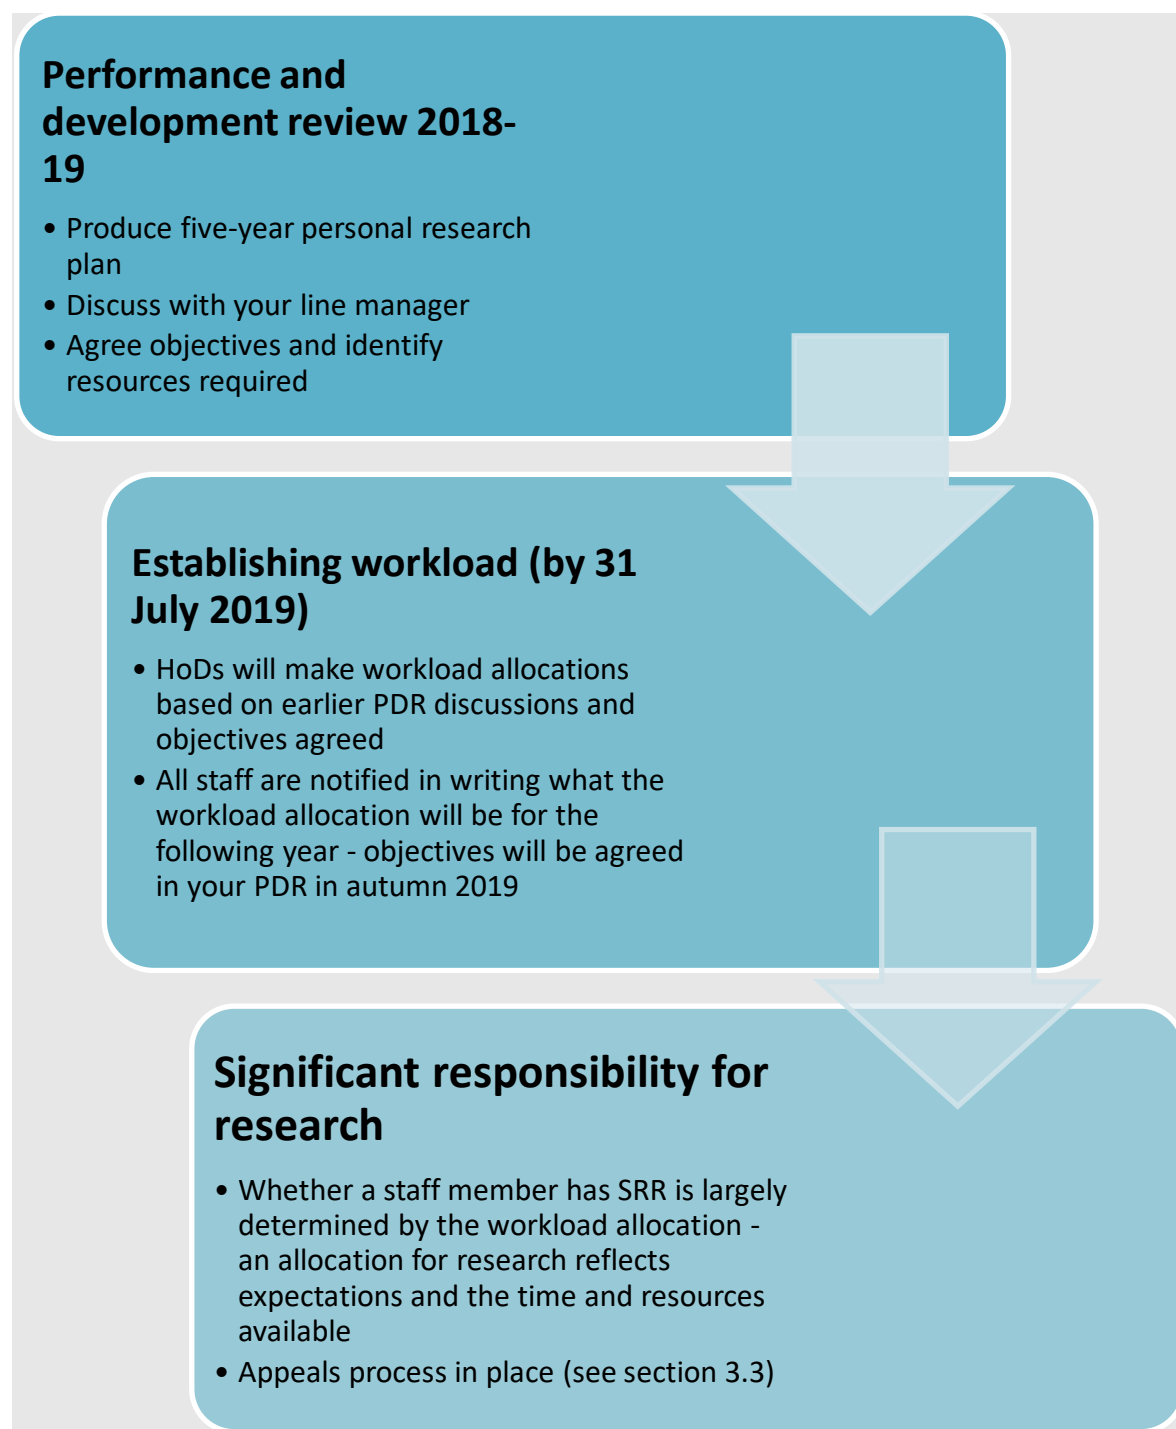 Performance and
development review 2018-
19
• Produce five-year personal research
plan
• Discuss with your line manager
• Agree objectives and identify
resources required
Establishing workload (by 31
July 2019)
• HoDs will make workload allocations
based on earlier PDR discussions and
objectives agreed
• All staff are notified in writing what the
workload allocation will be for the
following year - objectives will be agreed
in your PDR in autumn 2019
Significant responsibility for
research
• Whether a staff member has SRR is largely
determined by the workload allocation -
an allocation for research reflects
expectations and the time and resources
available
• Appeals process in place (see section 3.3)